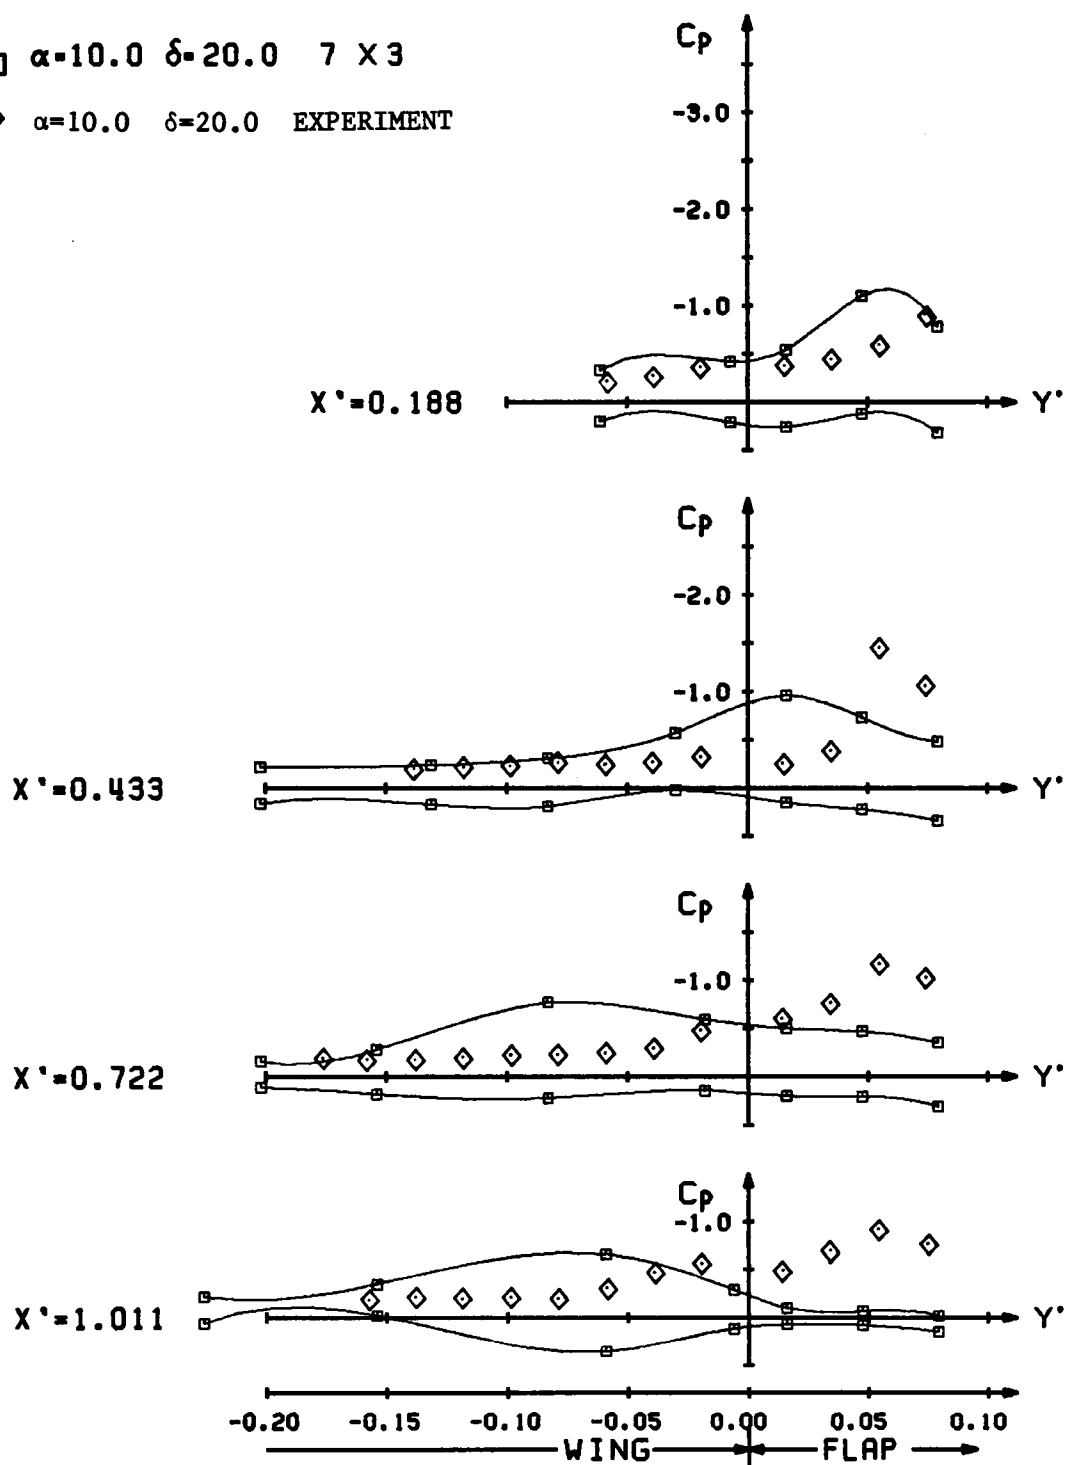 α=10.0 δ=20.0 7 X 3
α=10.0 δ=20.0 EXPERIMENT
Cp
-3.0
-2.0
-1.0
X'=0.188
Y'
Cp
-2.0
-1.0
X'=0.433
Y'
Cp
-1.0
X'=0.722
Y'
Cp
-1.0
X'=1.011
Y'
-0.20 -0.15 -0.10 -0.05 0.00 0.05 0.10
WING FLAP